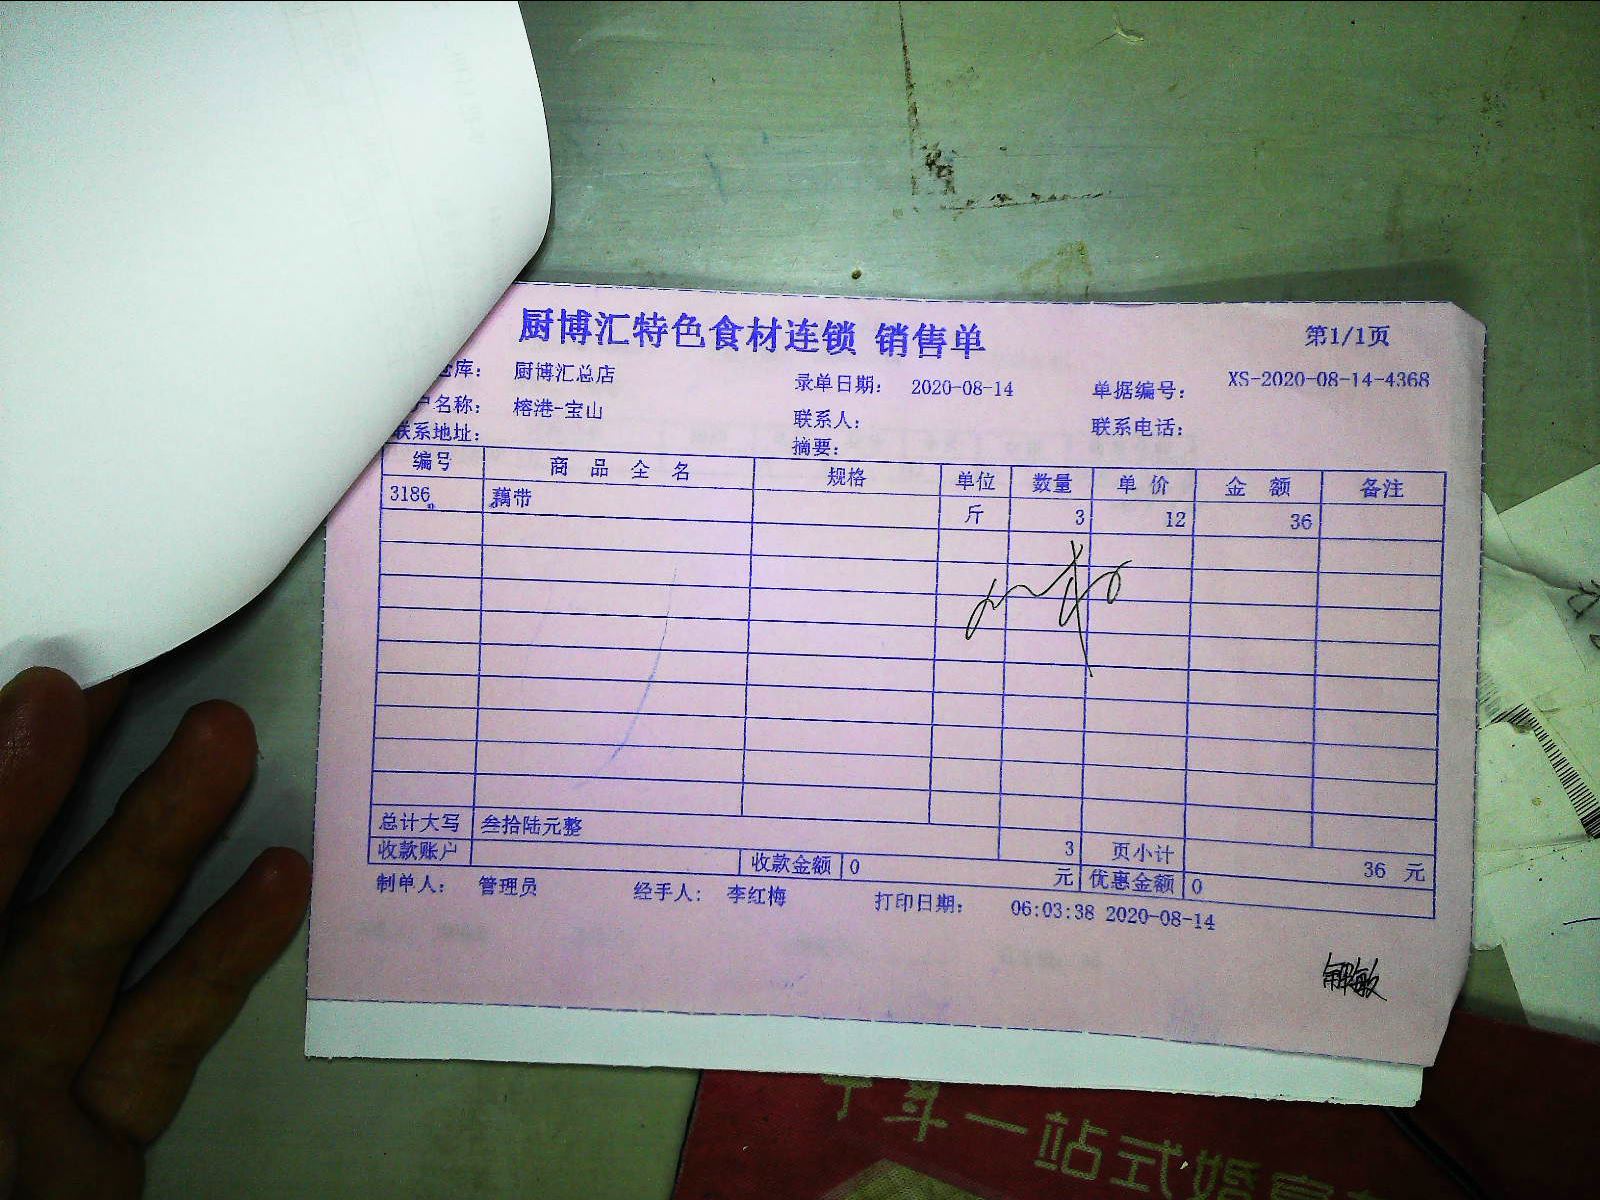 厨博汇特色食材连锁 销售单 第1/1页
仓库： 厨博汇总店 录单日期： 2020-08-14 单据编号： XS-2020-08-14-4368
户名称： 榕港-宝山 联系人： 联系电话：
联系地址： 摘要：
编号 商品全名 规格 单位 数量 单价 金额 备注
3186 藕带 斤 3 12 36
总计大写 叁拾陆元整 3 页小计 36 元
收款账户 收款金额 0 元 优惠金额 0
制单人： 管理员 经手人： 李红梅 打印日期： 06:03:38 2020-08-14